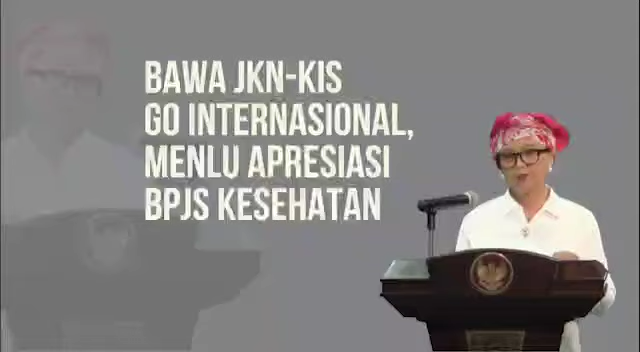 BAWA JKN-KIS
GO INTERNASIONAL,
MENLU APRESIASI
BPJS KESEHATAN